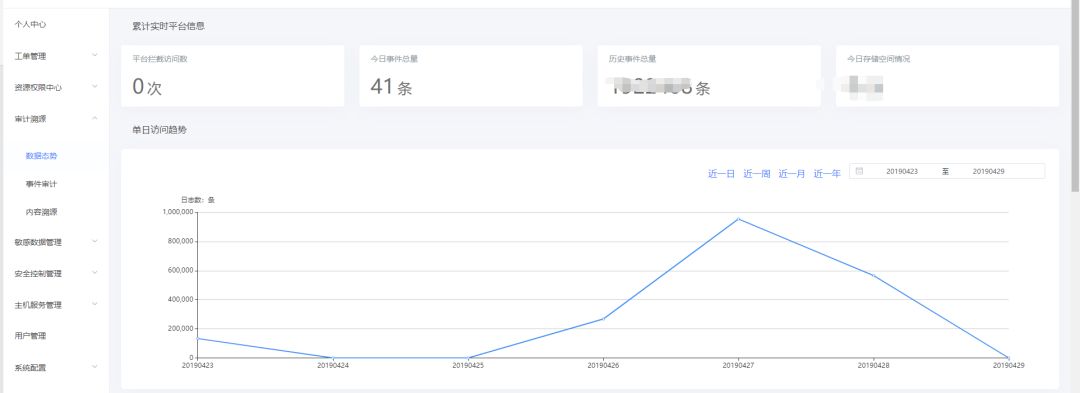 个人中心
工单管理
资源权限中心
审计溯源
数据态势
事件审计
内容溯源
敏感数据管理
安全控制管理
主机服务管理
用户管理
系统配置
累计实时平台信息
平台拦截访问数
0 次
今日事件总量
41 条
历史事件总量
条
今日存储空间情况
单日访问趋势
近一日 近一周 近一月 近一年 20190423 至 20190429
日志数：条
1,000,000
800,000
600,000
400,000
200,000
0
20190423 20190424 20190425 20190426 20190427 20190428 20190429